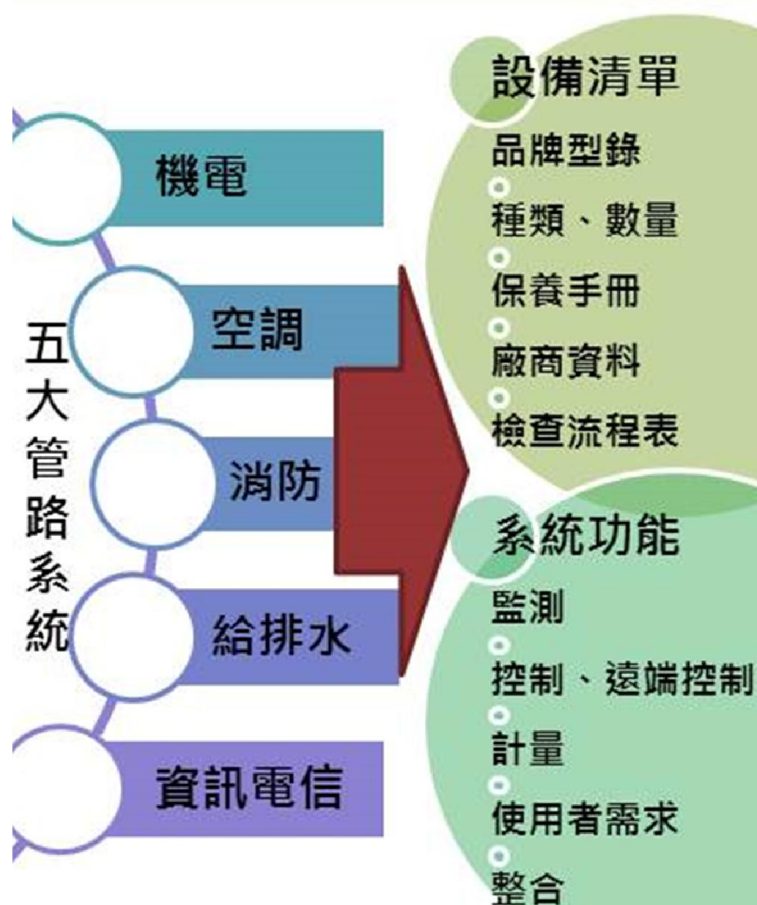 五大管路系統
機電
空調
消防
給排水
資訊電信
設備清單
品牌型錄
種類、數量
保養手冊
廠商資料
檢查流程表
系統功能
監測
控制、遠端控制
計量
使用者需求
整合